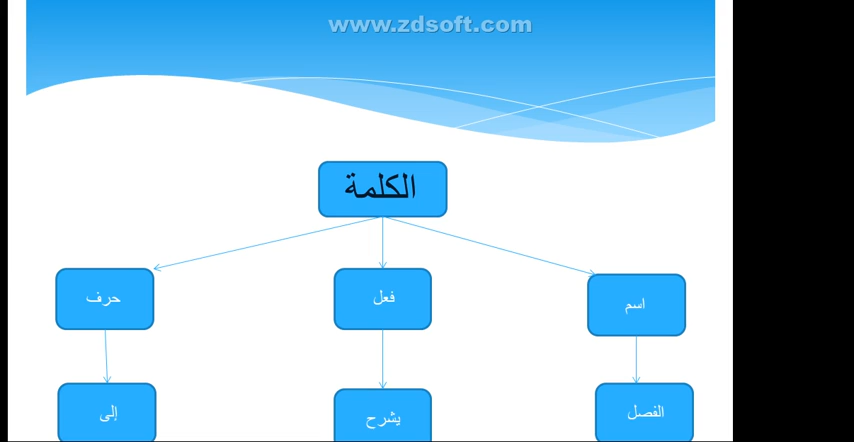 www.zdsoft.com
الكلمة
اسم
فعل
حرف
الفصل
يشرح
إلى